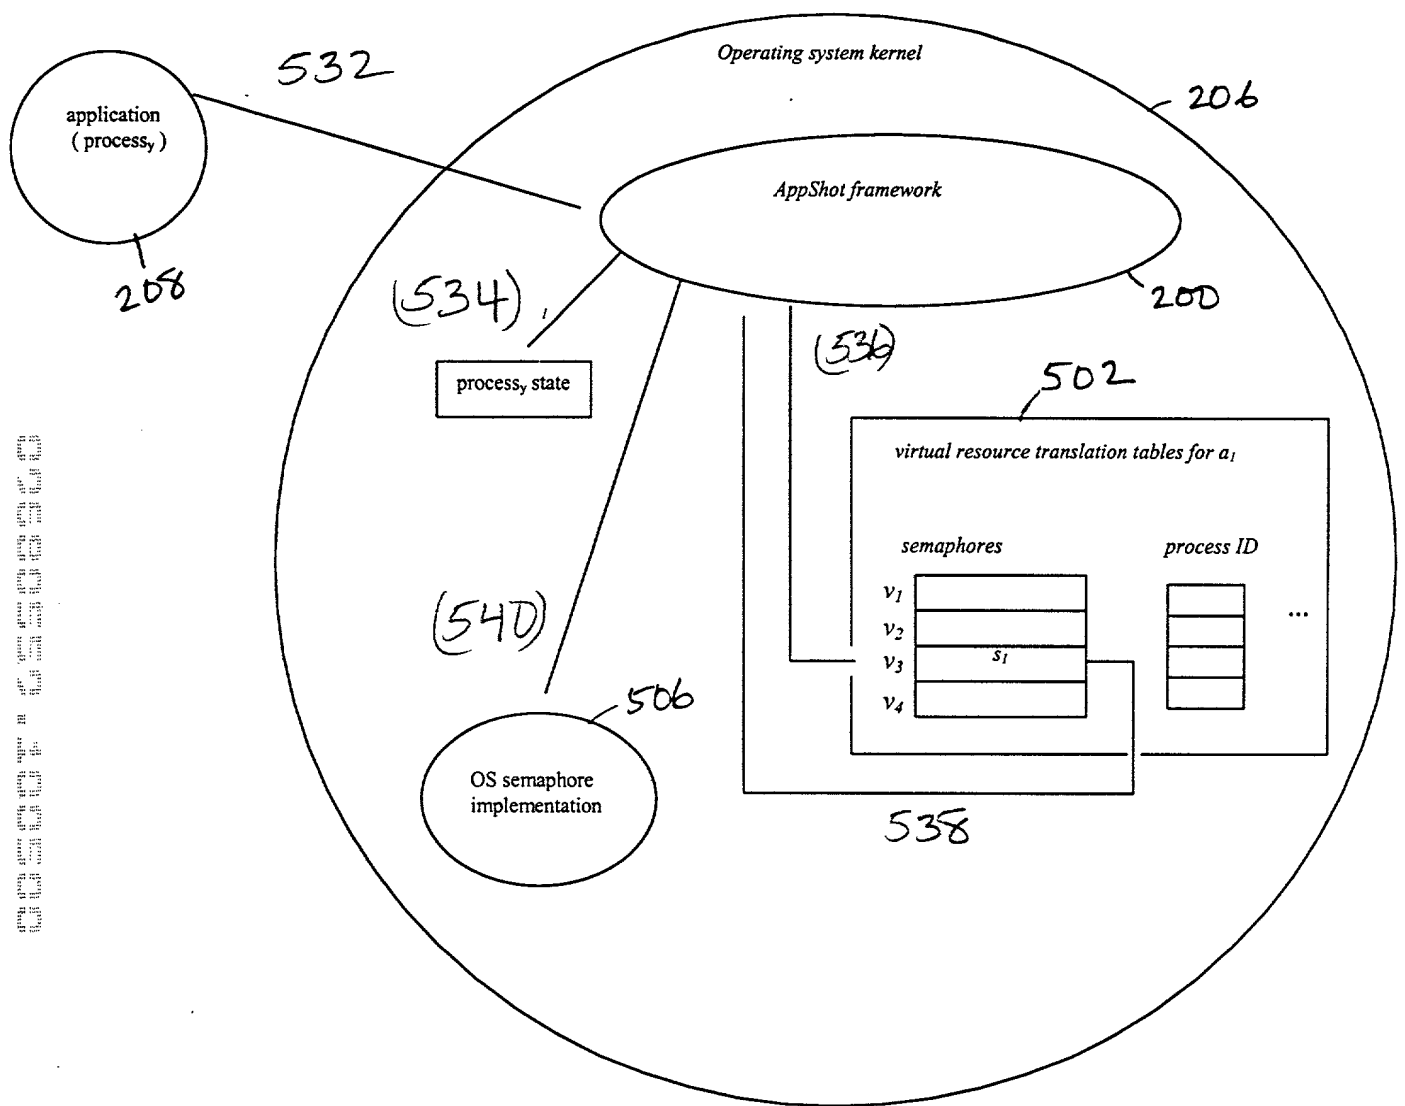 Operating system kernel
532
206
application
( processy )
AppShot framework
208
(534)
200
(536)
502
processy state
virtual resource translation tables for a1
semaphores
process ID
v1
v2
...
(540)
s1
v3
v4
506
OS semaphore
implementation
538